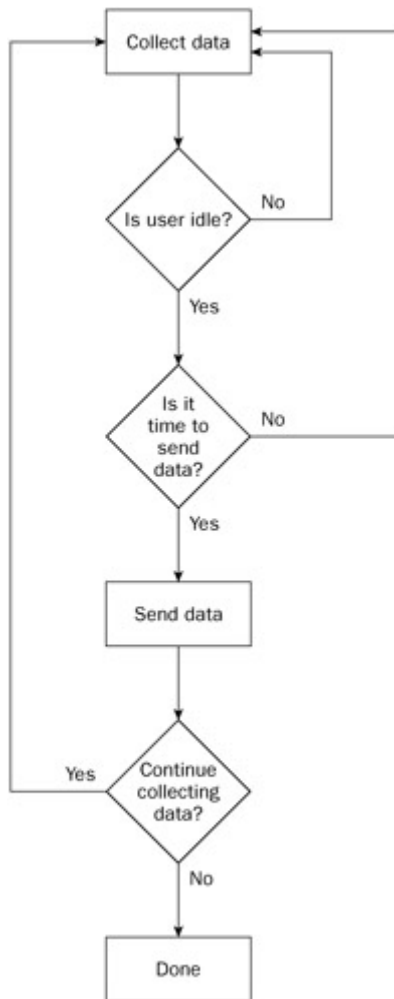 Collect data
Is user idle?
No
Yes
Is it
time to
send
data?
No
Yes
Send data
Continue
collecting
data?
Yes
No
Done